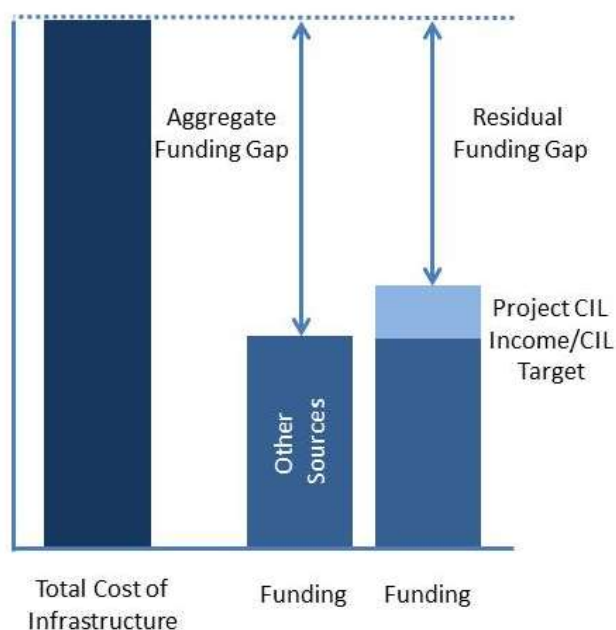 Aggregate
Funding Gap
Residual
Funding Gap
Project CIL
Income/CIL
Target
Other
Sources
Total Cost of
Infrastructure
Funding
Funding